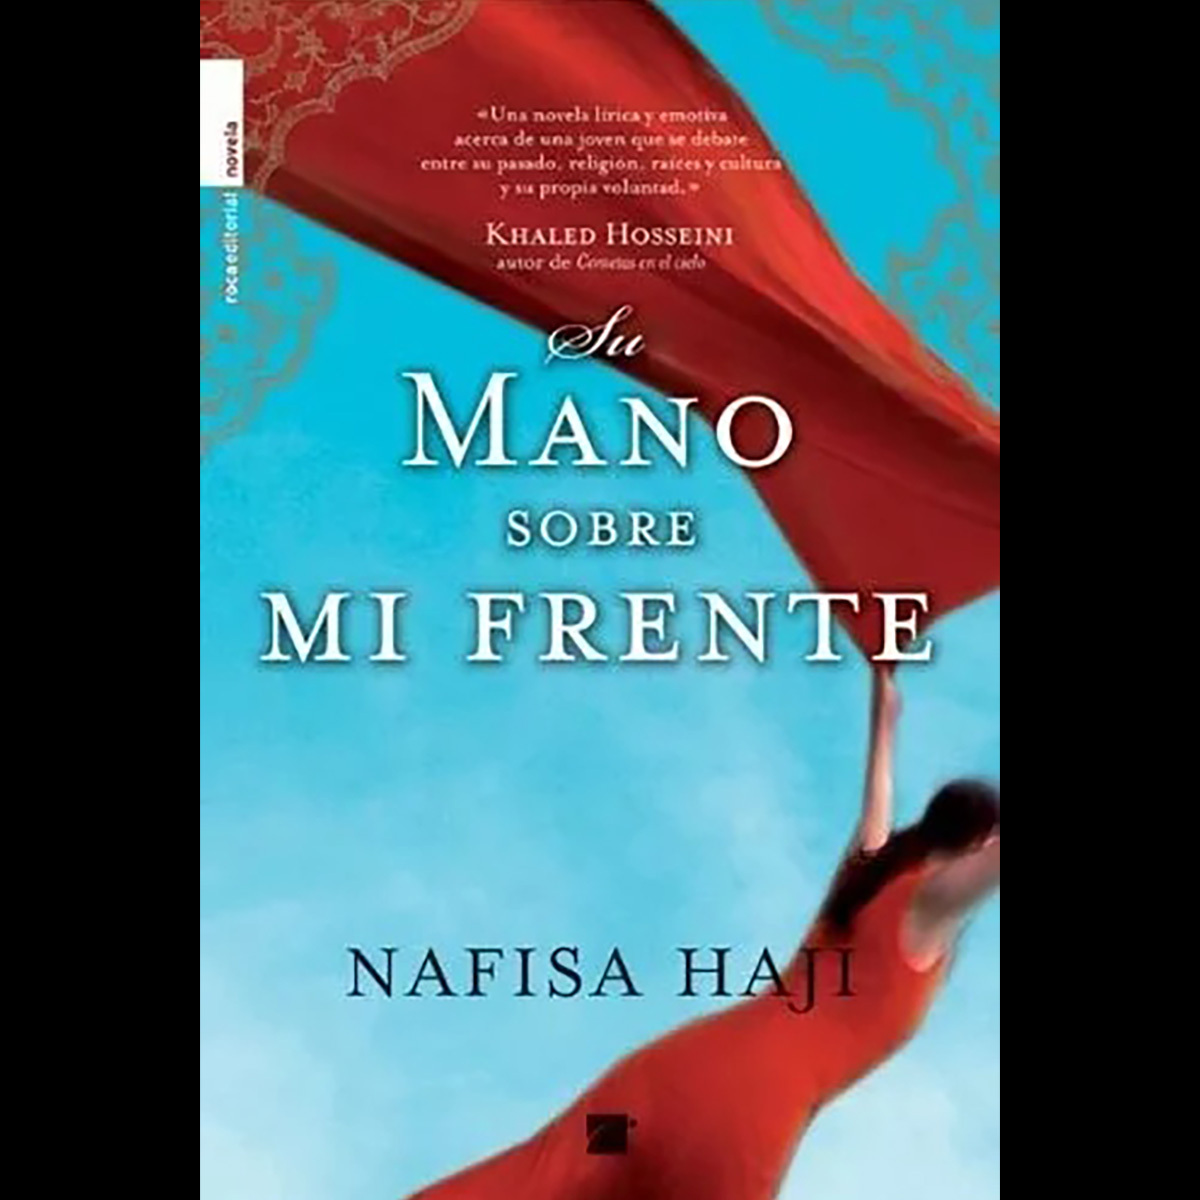 «Una novela lírica y emotiva
acerca de una joven que se debate
entre su pasado, religión, raíces y cultura
y su propia voluntad.»
KHALED HOSSEINI
autor de Cometas en el cielo
novela
rocaeditorial
Su
MANO
SOBRE
MI FRENTE
NAFISA HAJI